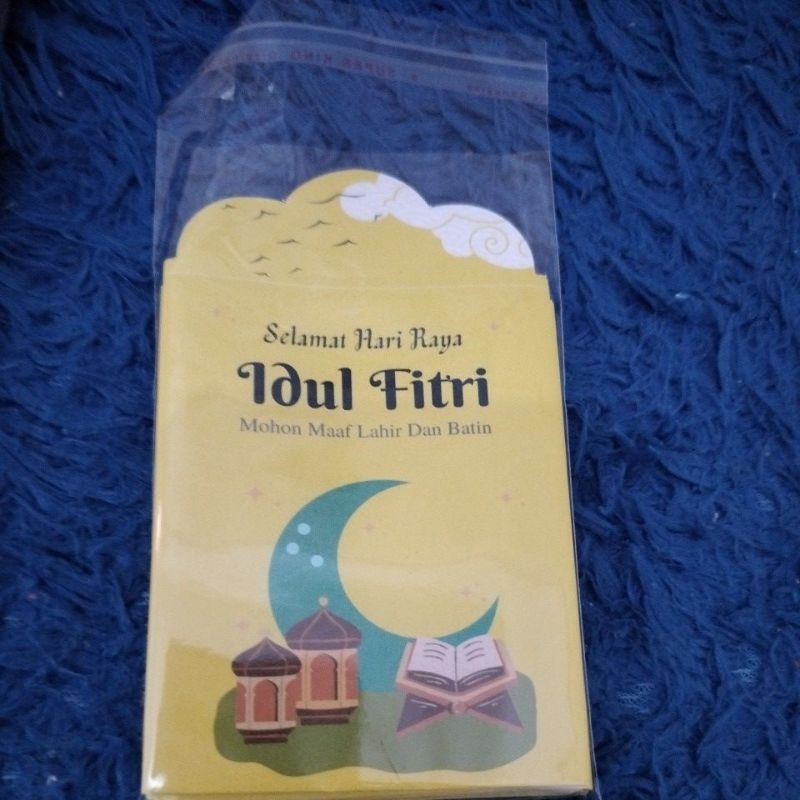 Selamat Hari Raya
Idul Fitri
Mohon Maaf Lahir Dan Batin